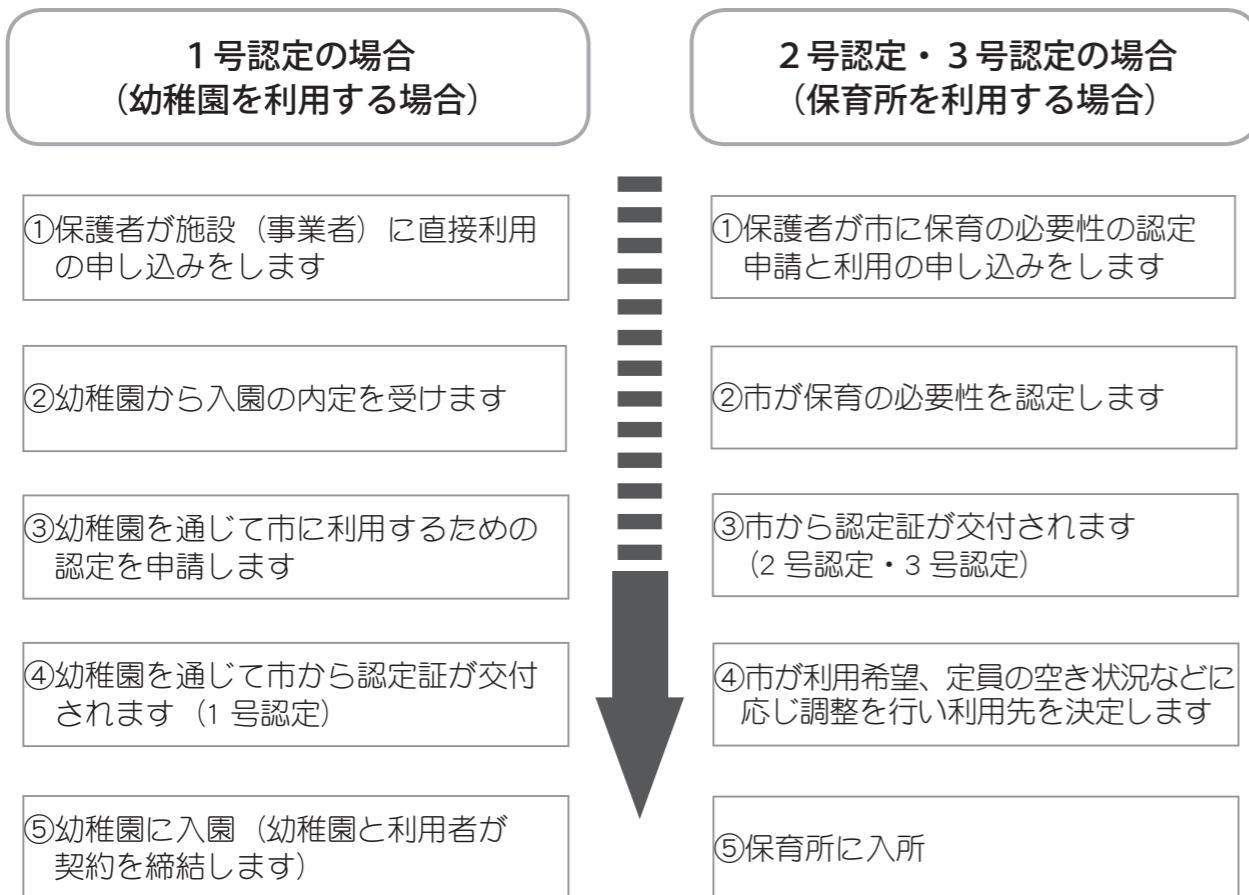 1号認定の場合
（幼稚園を利用する場合）
①保護者が施設（事業者）に直接利用
の申し込みをします
②幼稚園から入園の内定を受けます
③幼稚園を通じて市に利用するための
認定を申請します
④幼稚園を通じて市から認定証が交付
されます（1号認定）
⑤幼稚園に入園（幼稚園と利用者が
契約を締結します）
2号認定・3号認定の場合
（保育所を利用する場合）
①保護者が市に保育の必要性の認定
申請と利用の申し込みをします
②市が保育の必要性を認定します
③市から認定証が交付されます
（2号認定・3号認定）
④市が利用希望、定員の空き状況などに
応じ調整を行い利用先を決定します
⑤保育所に入所